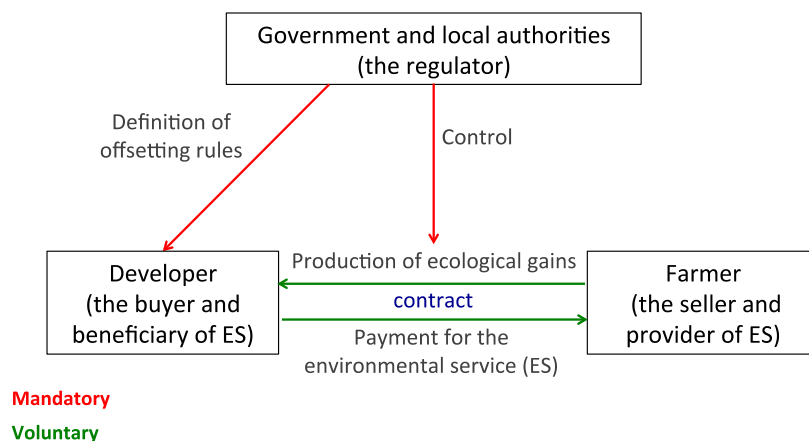 Government and local authorities
(the regulator)
Definition of
offsetting rules
Control
Developer
(the buyer and
beneficiary of ES)
Production of ecological gains
contract
Payment for the
environmental service (ES)
Farmer
(the seller and
provider of ES)
Mandatory
Voluntary